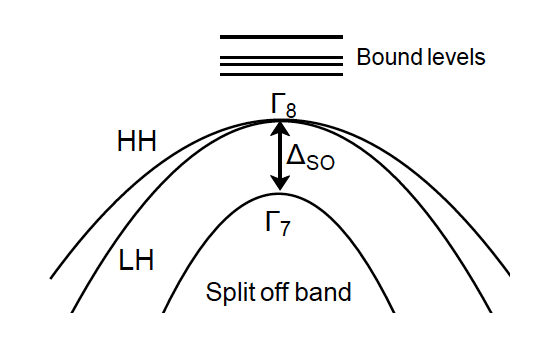 Bound levels
Γ8
HH
ΔSO
Γ7
LH
Split off band